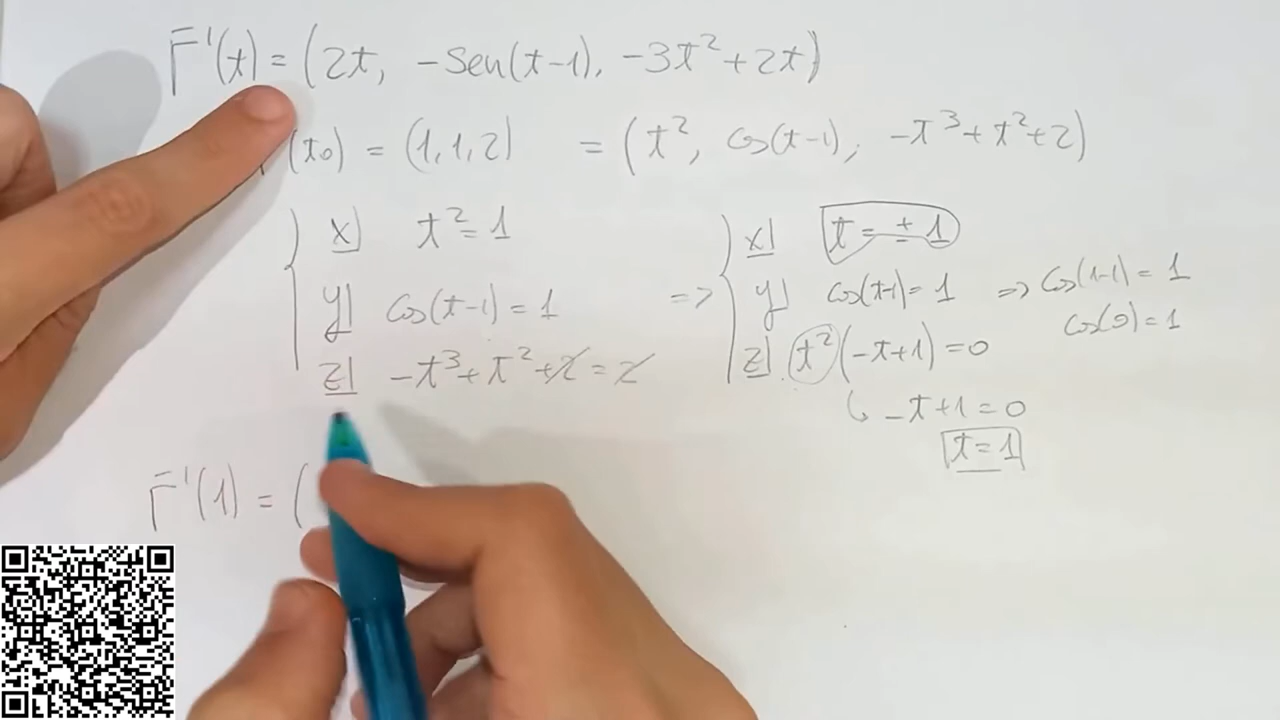 r̄'(t) = (2t, -sen(t-1), -3t²+2t)
(t₀) = (1,1,2) = (t², cos(t-1), -t³+t²+2)
x) t² = 1 x) t = ± 1
y) cos(t-1) = 1 => y) cos(t-1) = 1 => cos(1-1) = 1
cos(0) = 1
z) -t³+t²+2 = 2 z) t²(-t+1) = 0
↳ -t+1 = 0
t = 1
r̄'(1) = (